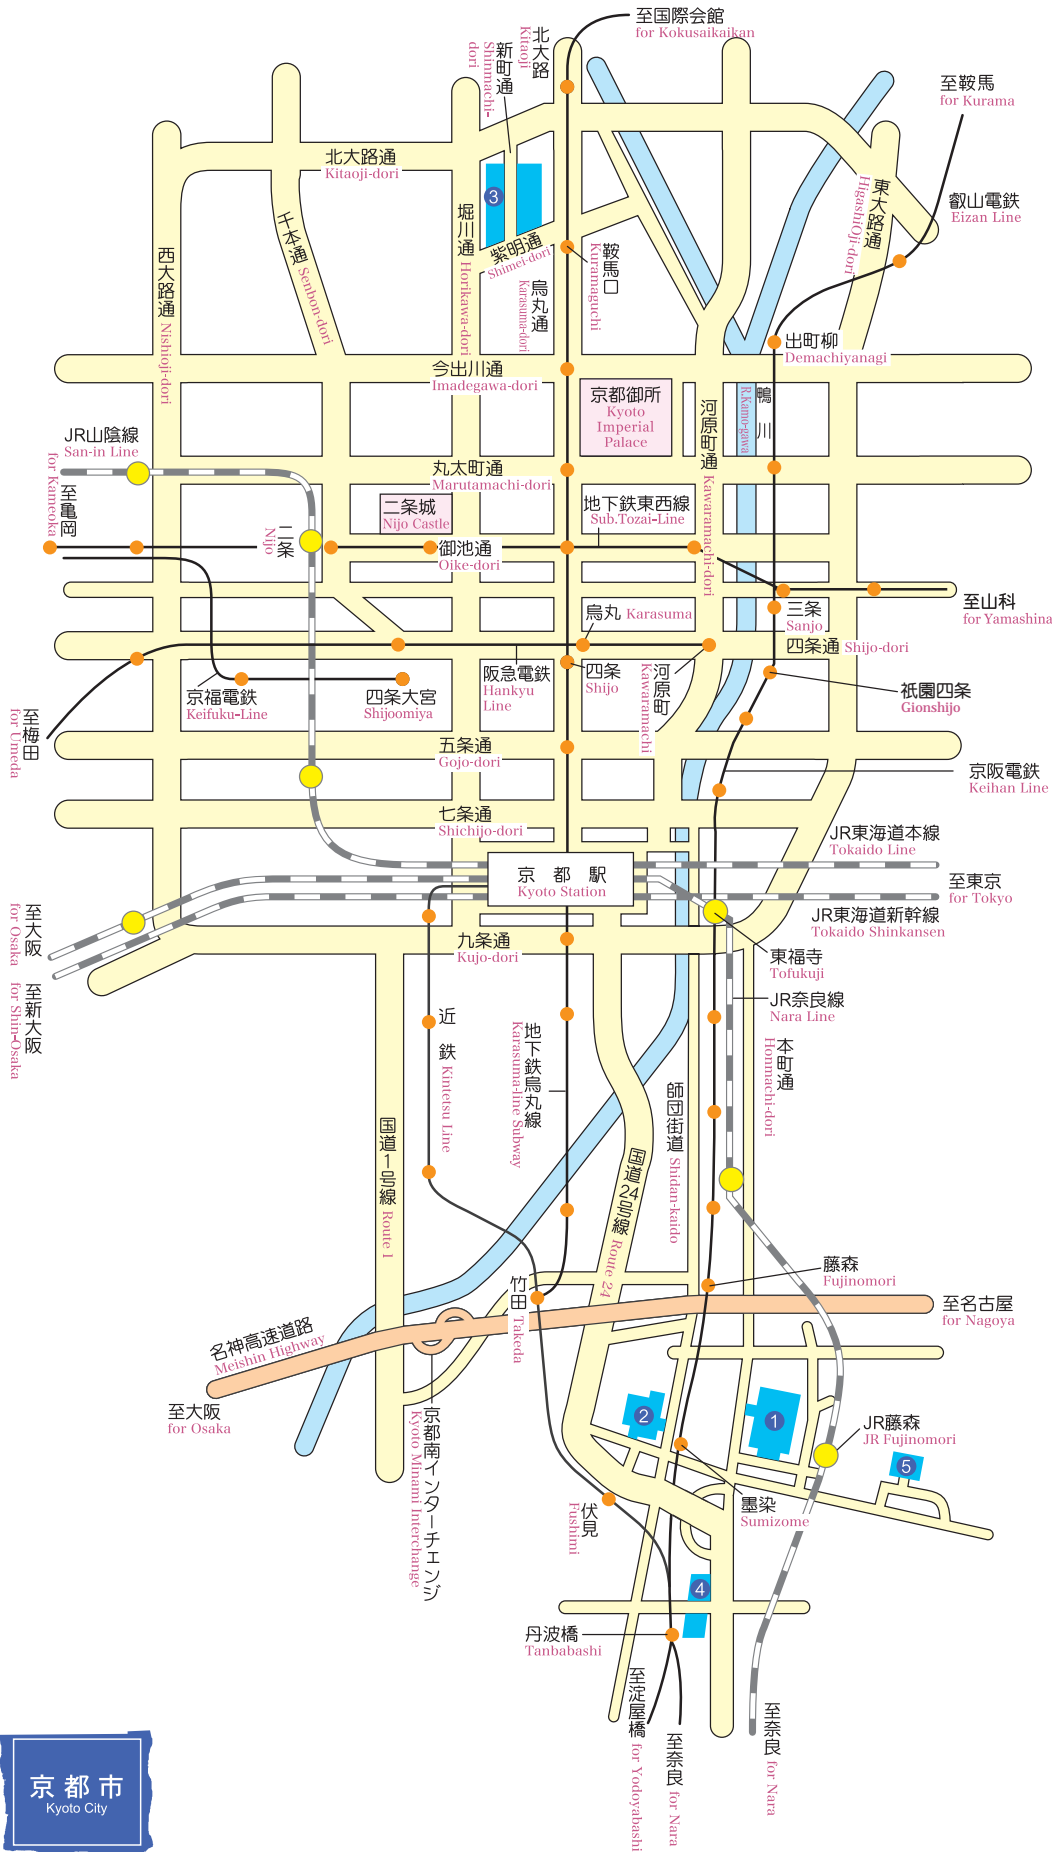 至国際会館
for Kokusaikaikan
北大路
Kitaoji
新町通
Shinmachi-
dori
至鞍馬
for Kurama
北大路通
Kitaoji-dori
叡山電鉄
Eizan Line
東大路通
HigashiOji-dori
3
千本通 Senbon-dori
堀川通 Horikawa-dori
西大路通 Nishioji-dori
紫明通
Shimei-dori
鞍馬口
Kuramaguchi
烏丸通
Karasuma-dori
出町柳
Demachiyanagi
今出川通
Imadegawa-dori
京都御所
Kyoto
Imperial
Palace
河原町通 Kawaramachi-dori
鴨川
R.Kamo-gawa
JR山陰線
San-in Line
丸太町通
Marutamachi-dori
至亀岡
for Kameoka
二条城
Nijo Castle
地下鉄東西線
Sub.Tozai-Line
二条
Nijo
御池通
Oike-dori
至山科
for Yamashina
烏丸 Karasuma
三条
Sanjo
四条通 Shijo-dori
京福電鉄
Keifuku-Line
四条大宮
Shijoomiya
阪急電鉄
Hankyu
Line
四条
Shijo
河原町
Kawaramachi
祇園四条
Gionshijo
至梅田
for Umeda
五条通
Gojo-dori
京阪電鉄
Keihan Line
七条通
Shichijo-dori
JR東海道本線
Tokaido Line
京都駅
Kyoto Station
至東京
for Tokyo
至大阪
for Osaka
JR東海道新幹線
Tokaido Shinkansen
九条通
Kujo-dori
東福寺
Tofukuji
至新大阪
for Shin-Osaka
JR奈良線
Nara Line
近鉄 Kintetsu Line
地下鉄烏丸線
Karasuma-line Subway
本町通
Honmachi-dori
師団街道 Shidan-kaido
国道1号線 Route 1
国道24号線 Route 24
藤森
Fujinomori
竹田 Takeda
至名古屋
for Nagoya
名神高速道路
Meishin Highway
至大阪
for Osaka
京都南インターチェンジ
Kyoto Minami Interchange
2
1
JR藤森
JR Fujinomori
5
墨染
Sumizome
伏見
Fushimi
4
丹波橋
Tanbabashi
至淀屋橋 for Yodoyabashi
至奈良 for Nara
至奈良 for Nara
京都市
Kyoto City